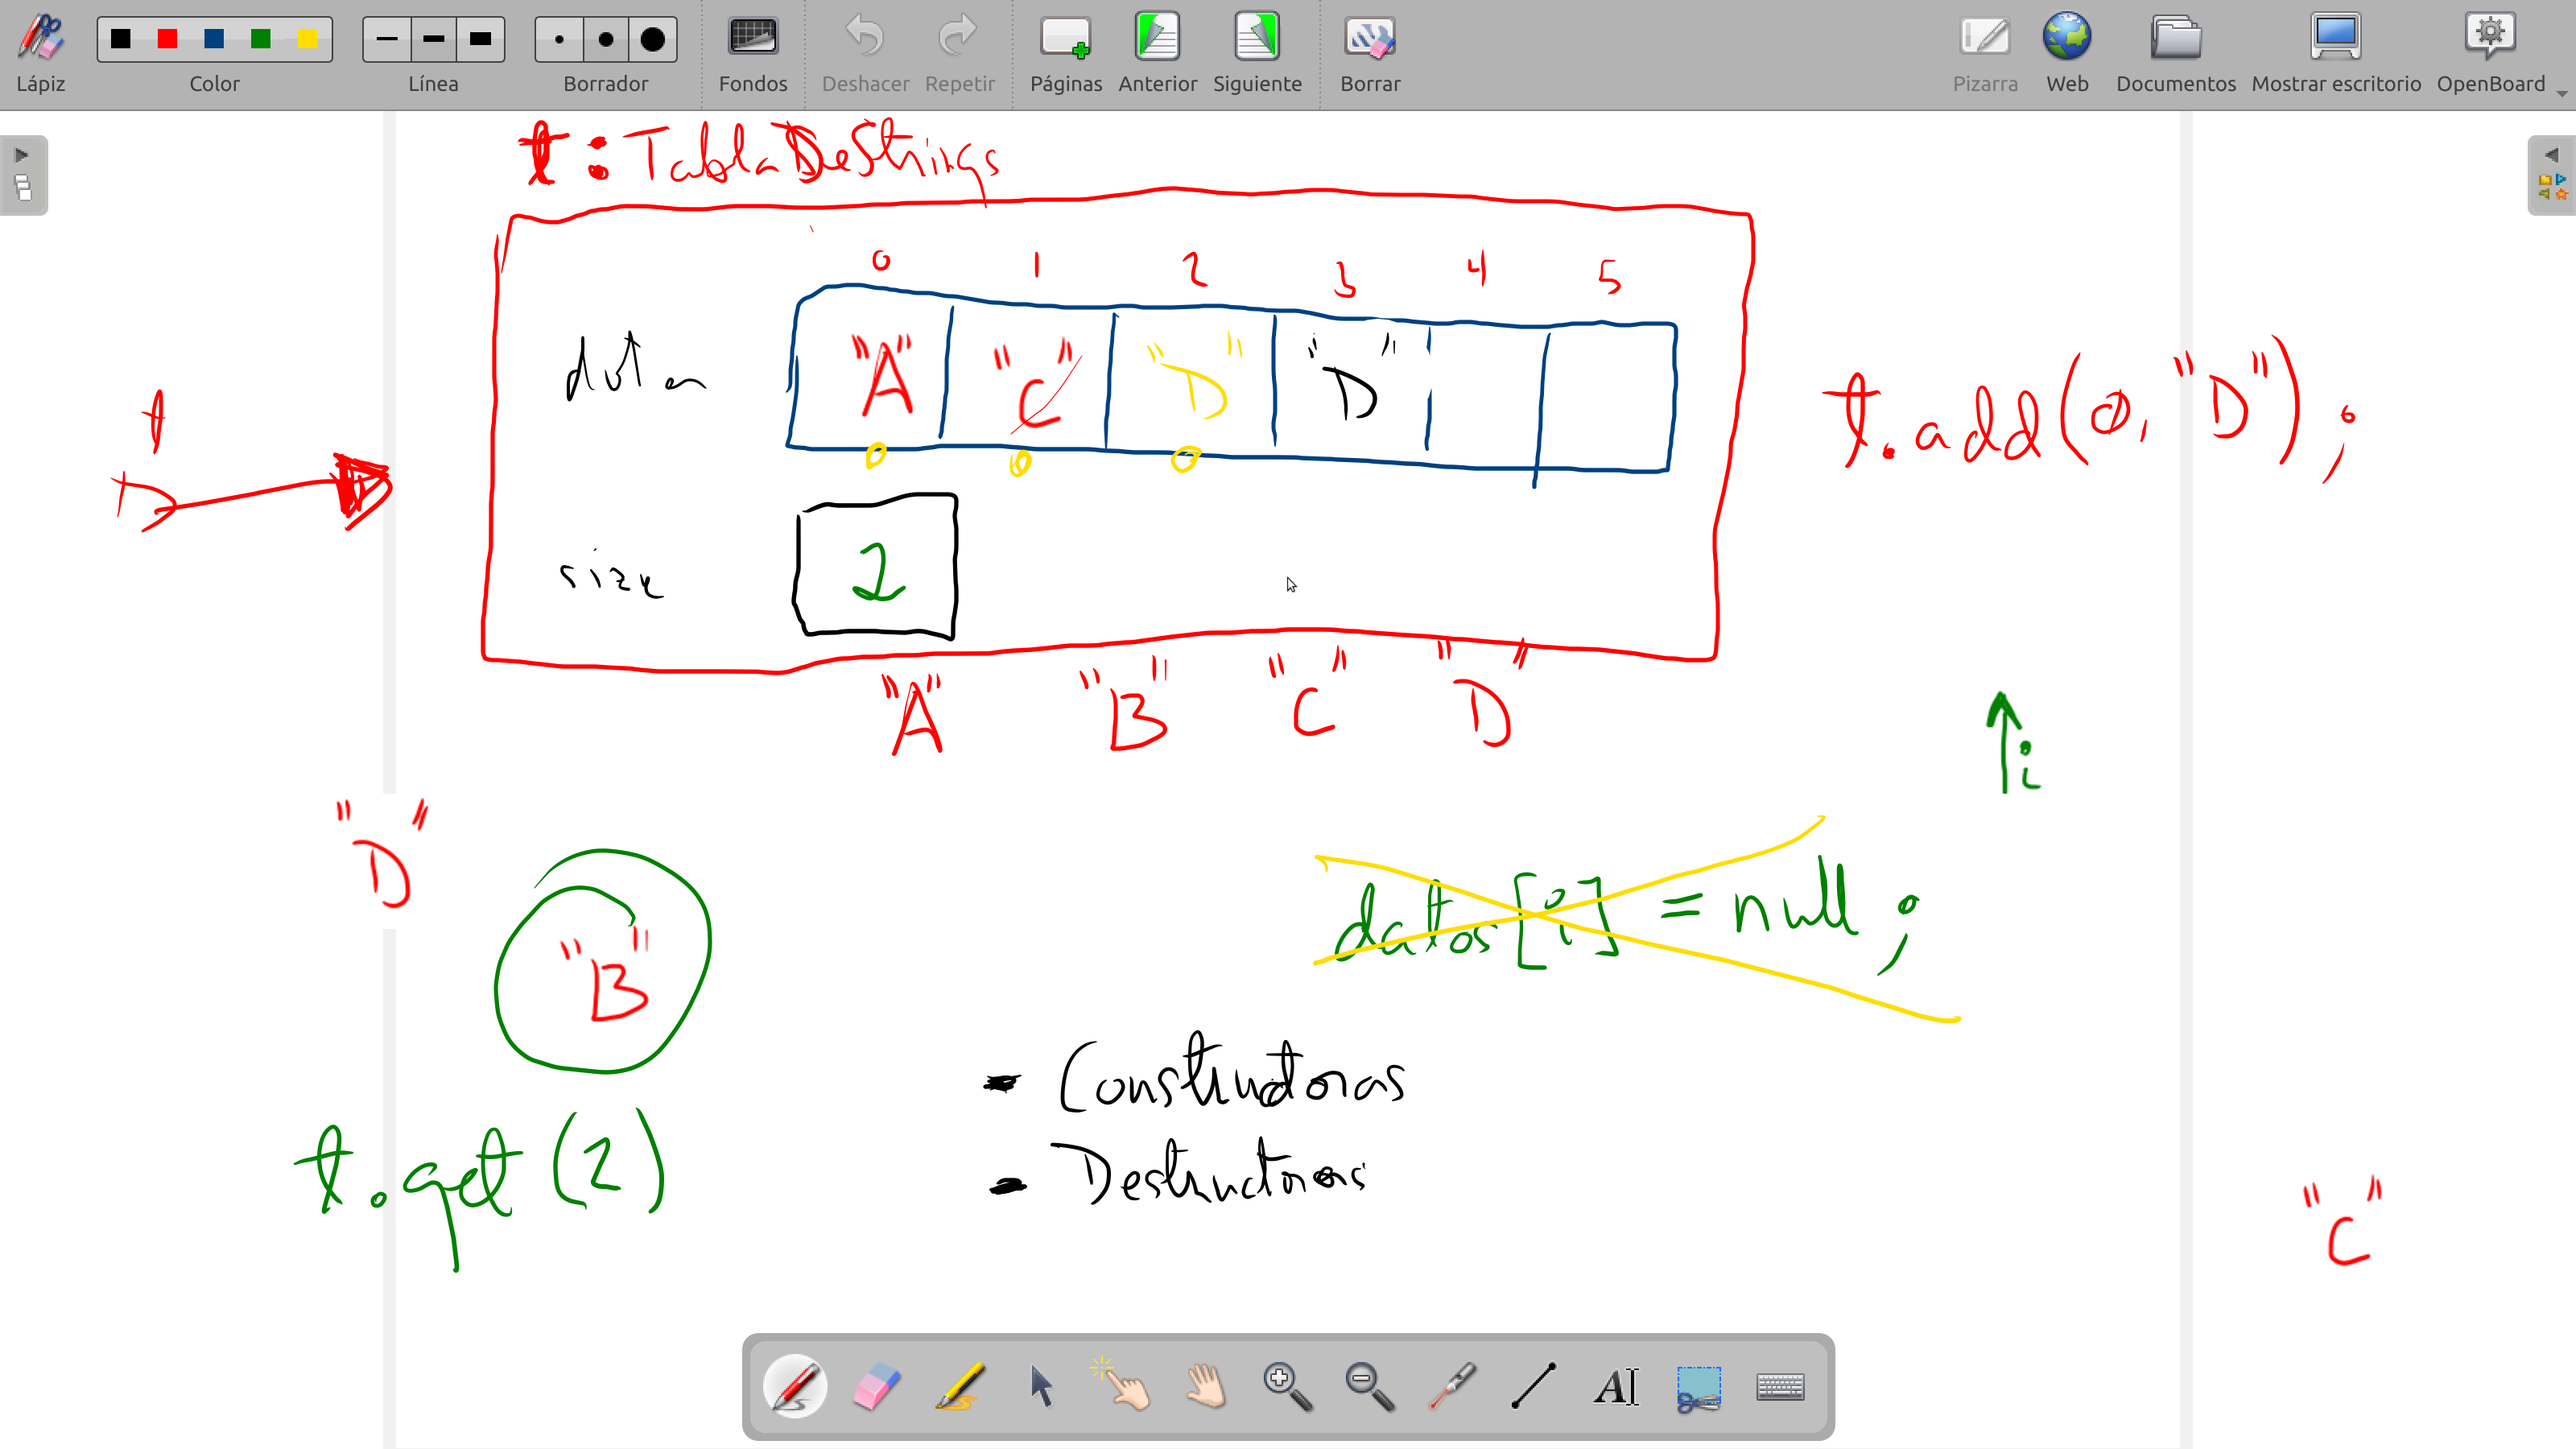 Lápiz Color Línea Borrador Fondos Deshacer Repetir Páginas Anterior Siguiente Borrar Pizarra Web Documentos Mostrar escritorio OpenBoard
t: TablaDeStrings
0 1 2 3 4 5
datos "A" "C" "D" "D"
t
t.add(0, "D");
size 2
"A" "B" "C" "D"
i
"D"
datos[i] = null;
"B"
- Constructoras
t.get(2)
- Destructoras
"C"